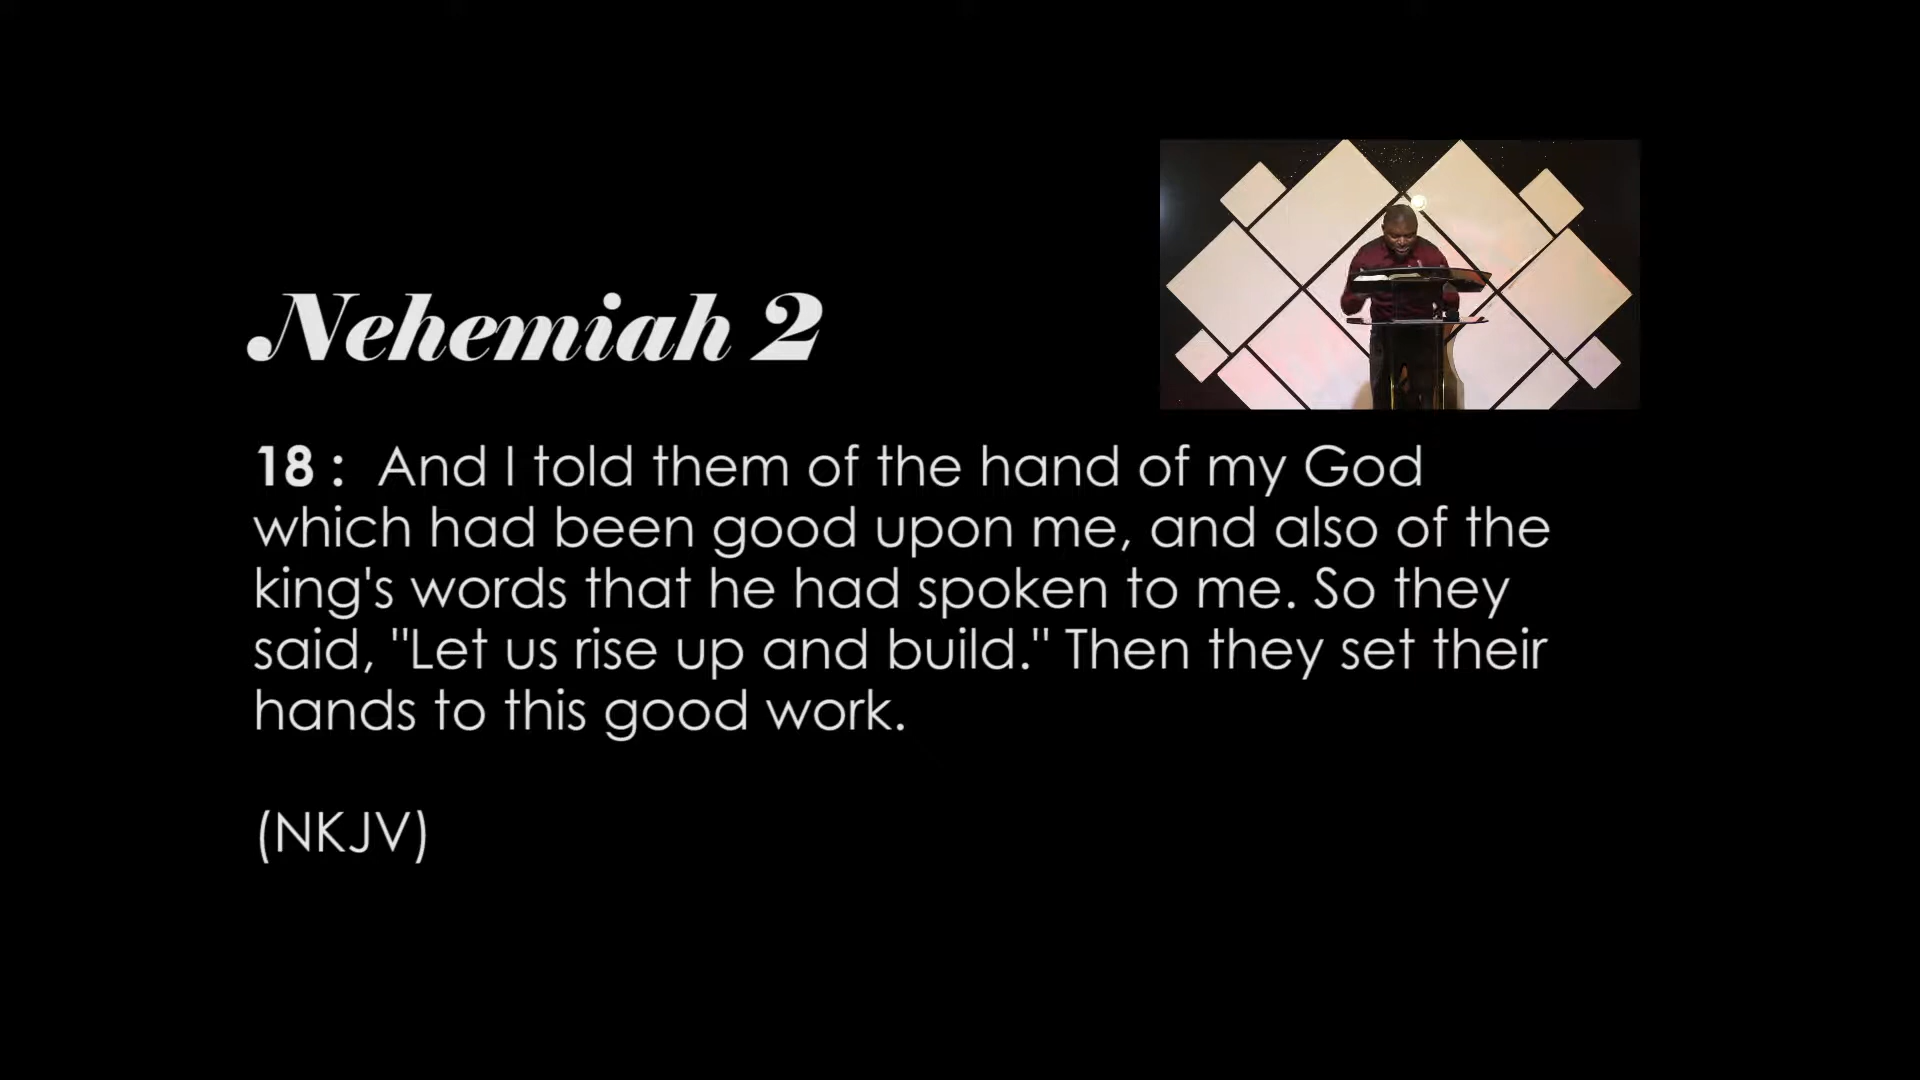 Nehemiah 2
18 : And I told them of the hand of my God
which had been good upon me, and also of the
king's words that he had spoken to me. So they
said, "Let us rise up and build." Then they set their
hands to this good work.
(NKJV)